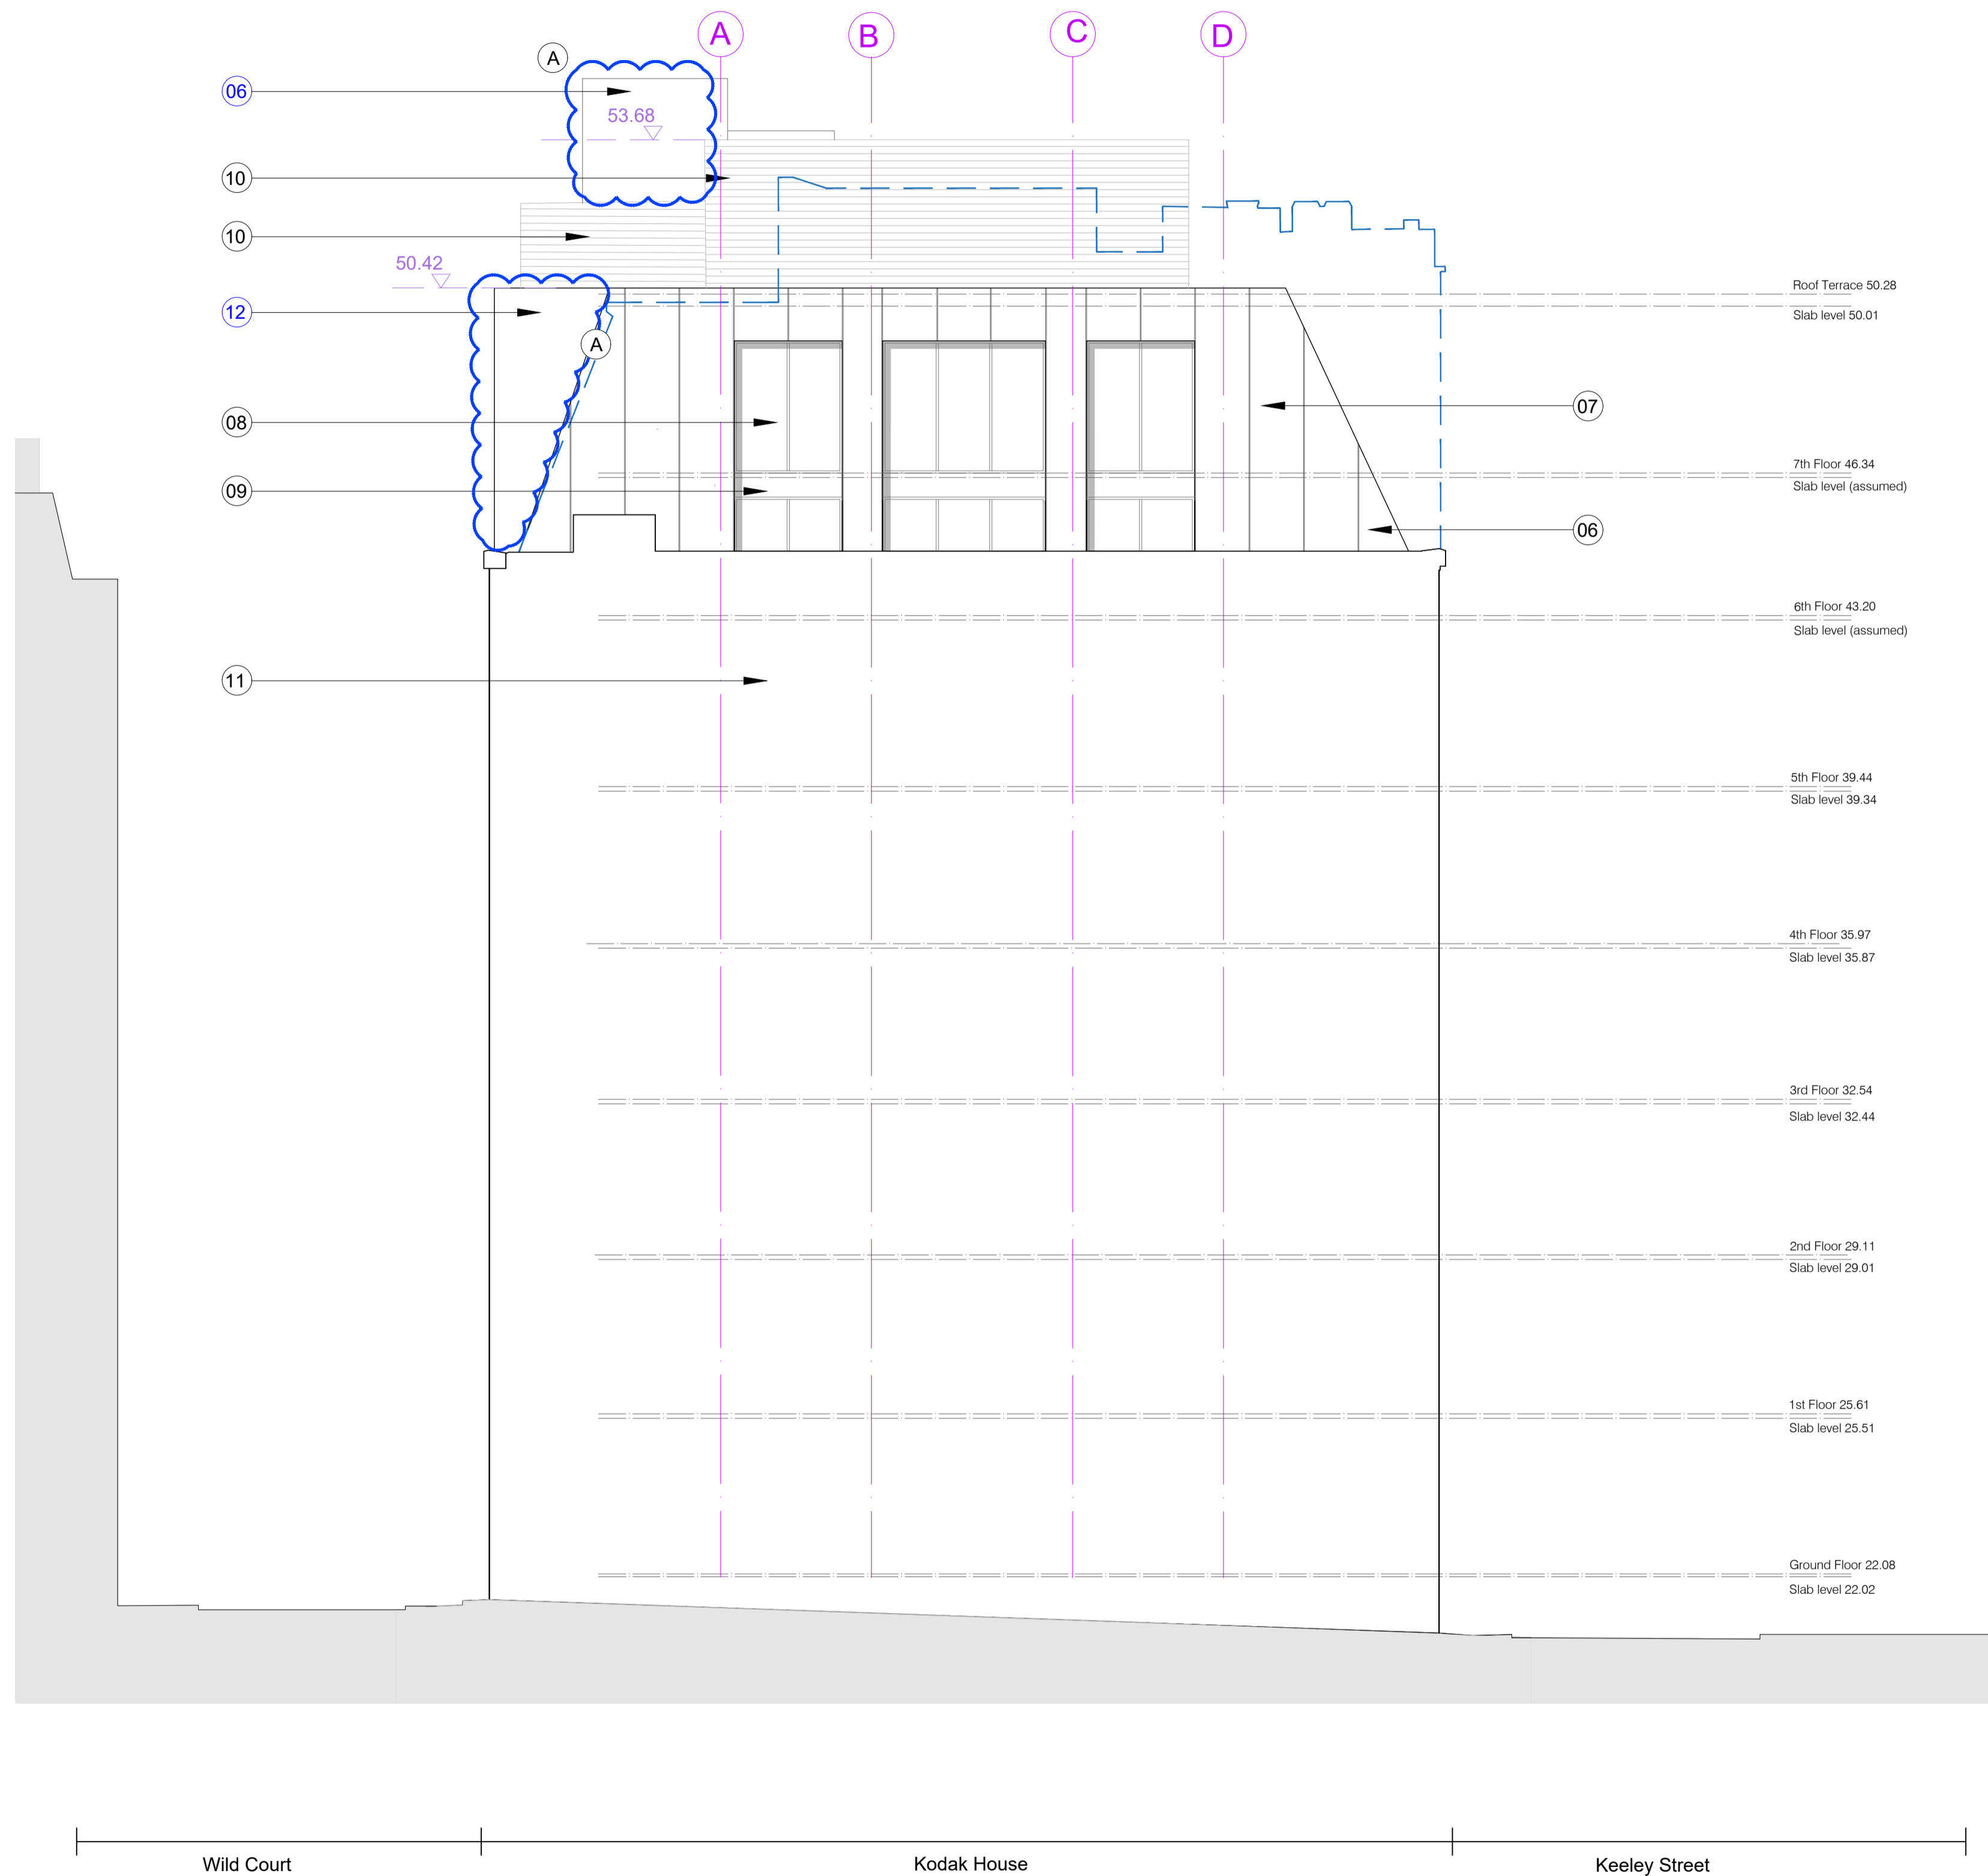 A
B
C
D
A
06
53.68
10
10
50.42
Roof Terrace 50.28
12
Slab level 50.01
A
07
08
7th Floor 46.34
Slab level (assumed)
09
06
6th Floor 43.20
Slab level (assumed)
11
5th Floor 39.44
Slab level 39.34
4th Floor 35.97
Slab level 35.87
3rd Floor 32.54
Slab level 32.44
2nd Floor 29.11
Slab level 29.01
1st Floor 25.61
Slab level 25.51
Ground Floor 22.08
Slab level 22.02
Wild Court
Kodak House
Keeley Street